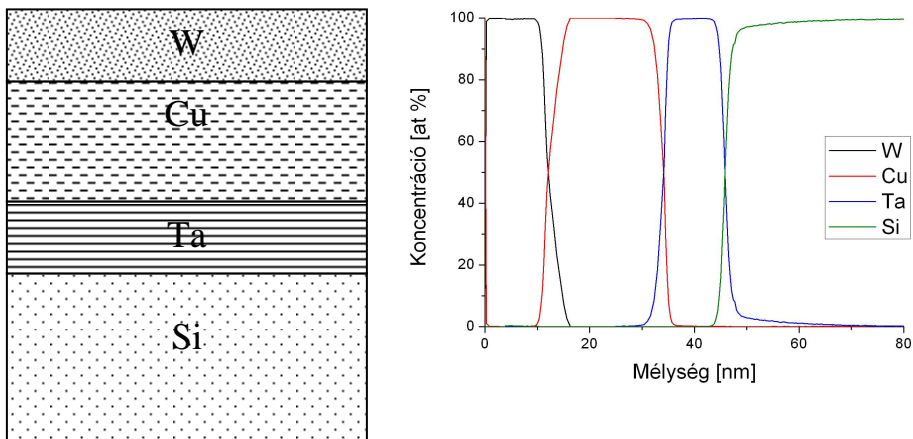 W
Cu
Ta
Si
Koncentráció [at %]
100
80
60
40
20
0
0 20 40 60 80
Mélység [nm]
W
Cu
Ta
Si